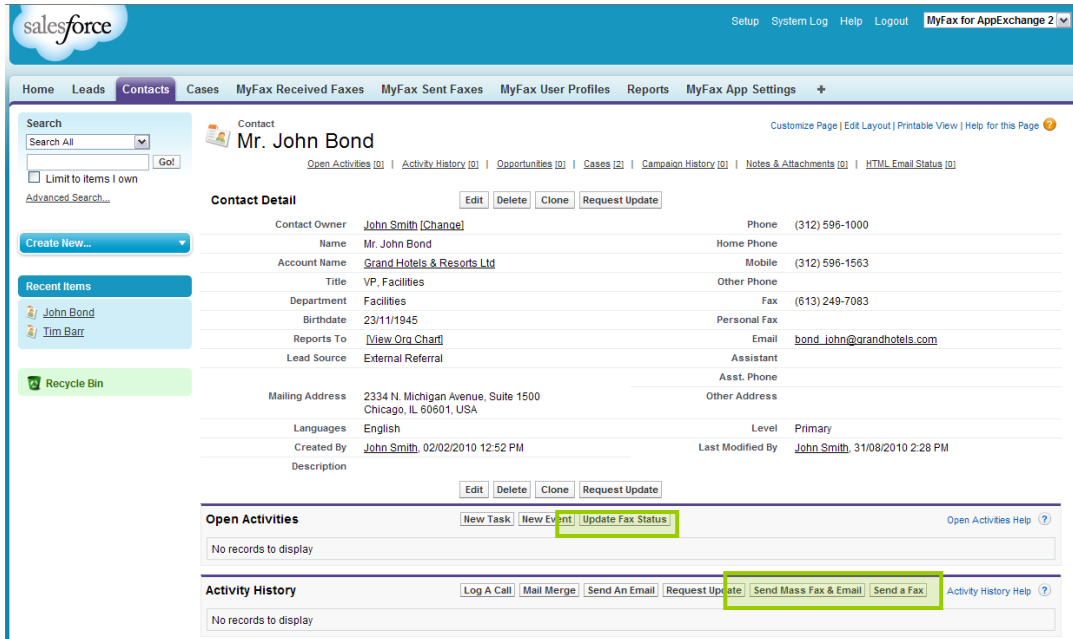 salesforce
Setup System Log Help Logout MyFax for AppExchange 2
Home Leads Contacts Cases MyFax Received Faxes MyFax Sent Faxes MyFax User Profiles Reports MyFax App Settings +
Search
Search All
Go!
Limit to items I own
Advanced Search...
Create New...
Recent Items
John Bond
Tim Barr
Recycle Bin
Contact
Mr. John Bond
Customize Page | Edit Layout | Printable View | Help for this Page ?
Open Activities [0] | Activity History [0] | Opportunities [0] | Cases [2] | Campaign History [0] | Notes & Attachments [0] | HTML Email Status [0]
Contact Detail Edit Delete Clone Request Update
Contact Owner John Smith [Change] Phone (312) 596-1000
Name Mr. John Bond Home Phone
Account Name Grand Hotels & Resorts Ltd Mobile (312) 596-1563
Title VP, Facilities Other Phone
Department Facilities Fax (613) 249-7083
Birthdate 23/11/1945 Personal Fax
Reports To [View Org Chart] Email bond_john@grandhotels.com
Lead Source External Referral Assistant
Asst. Phone
Mailing Address 2334 N. Michigan Avenue, Suite 1500 Other Address
Chicago, IL 60601, USA
Languages English Level Primary
Created By John Smith, 02/02/2010 12:52 PM Last Modified By John Smith, 31/08/2010 2:28 PM
Description
Edit Delete Clone Request Update
Open Activities New Task New Event Update Fax Status Open Activities Help ?
No records to display
Activity History Log A Call Mail Merge Send An Email Request Update Send Mass Fax & Email Send a Fax Activity History Help ?
No records to display